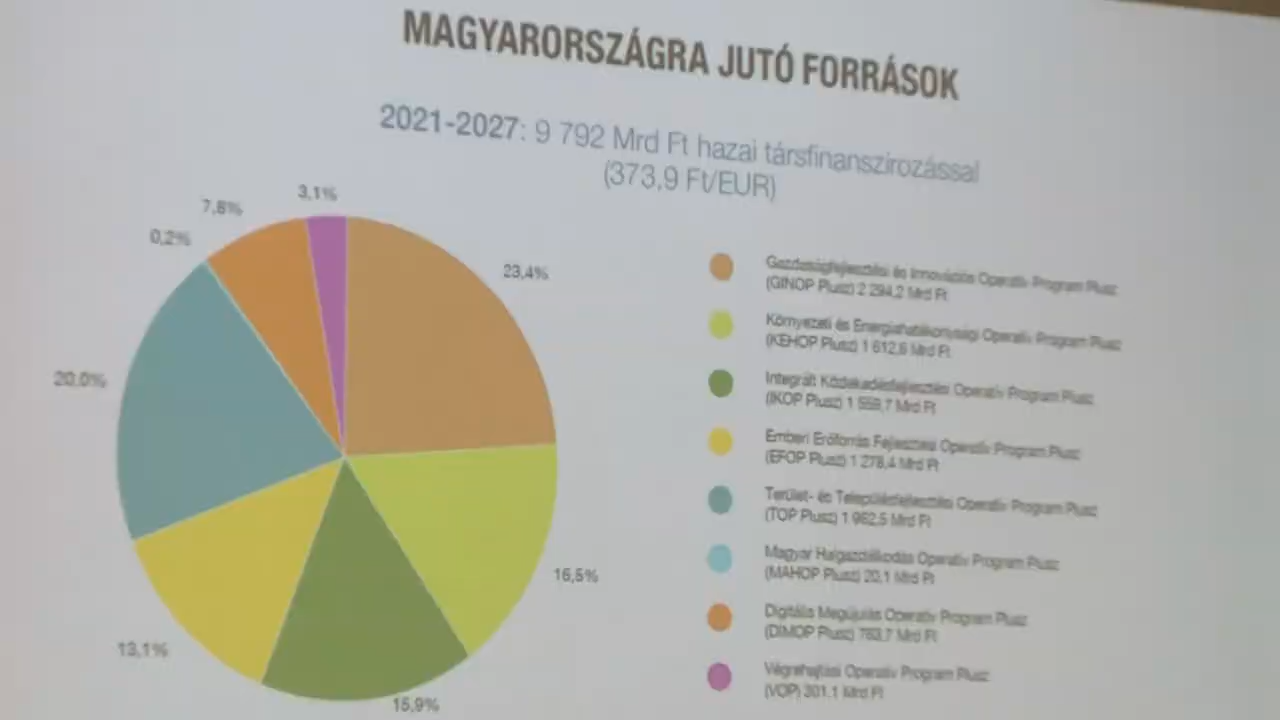 MAGYARORSZÁGRA JUTÓ FORRÁSOK
2021-2027: 9 792 Mrd Ft hazai társfinanszírozással
(373,9 Ft/EUR)
3,1%
7,8%
0,2%
23,4%
20,0%
16,5%
13,1%
15,9%
Gazdaságfejlesztési és Innovációs Operatív Program Plusz
(GINOP Plusz) 2 294,2 Mrd Ft
Környezeti és Energiahatékonysági Operatív Program Plusz
(KEHOP Plusz) 1 612,6 Mrd Ft
Integrált Közlekedésfejlesztési Operatív Program Plusz
(IKOP Plusz) 1 559,7 Mrd Ft
Emberi Erőforrás Fejlesztési Operatív Program Plusz
(EFOP Plusz) 1 278,4 Mrd Ft
Terület- és Településfejlesztési Operatív Program Plusz
(TOP Plusz) 1 962,5 Mrd Ft
Magyar Halgazdálkodás Operatív Program Plusz
(MAHOP Plusz) 20,1 Mrd Ft
Digitális Megújulás Operatív Program Plusz
(DIMOP Plusz) 763,7 Mrd Ft
Végrehajtási Operatív Program Plusz
(VOP) 301,1 Mrd Ft